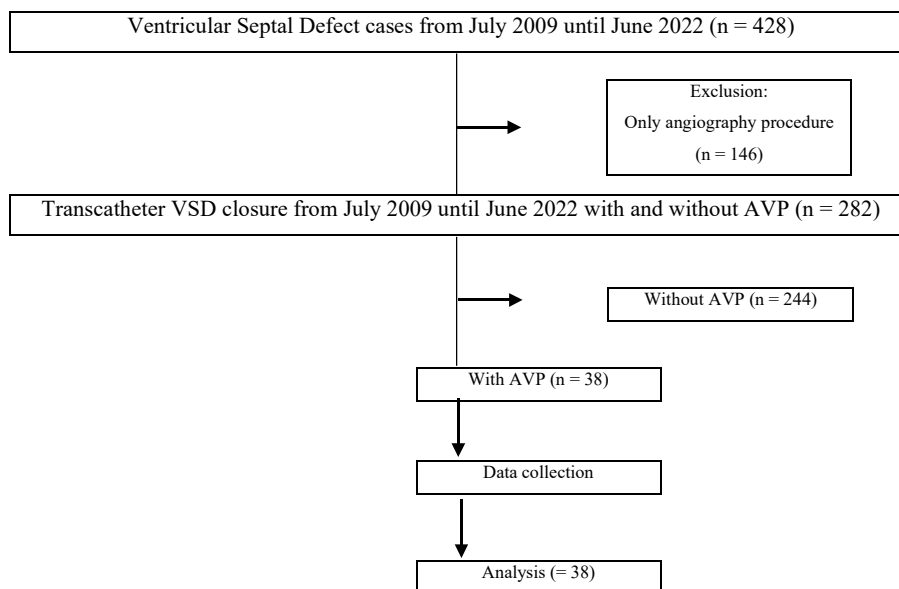 Ventricular Septal Defect cases from July 2009 until June 2022 (n = 428)
Exclusion:
Only angiography procedure
(n = 146)
Transcatheter VSD closure from July 2009 until June 2022 with and without AVP (n = 282)
Without AVP (n = 244)
With AVP (n = 38)
Data collection
Analysis (= 38)